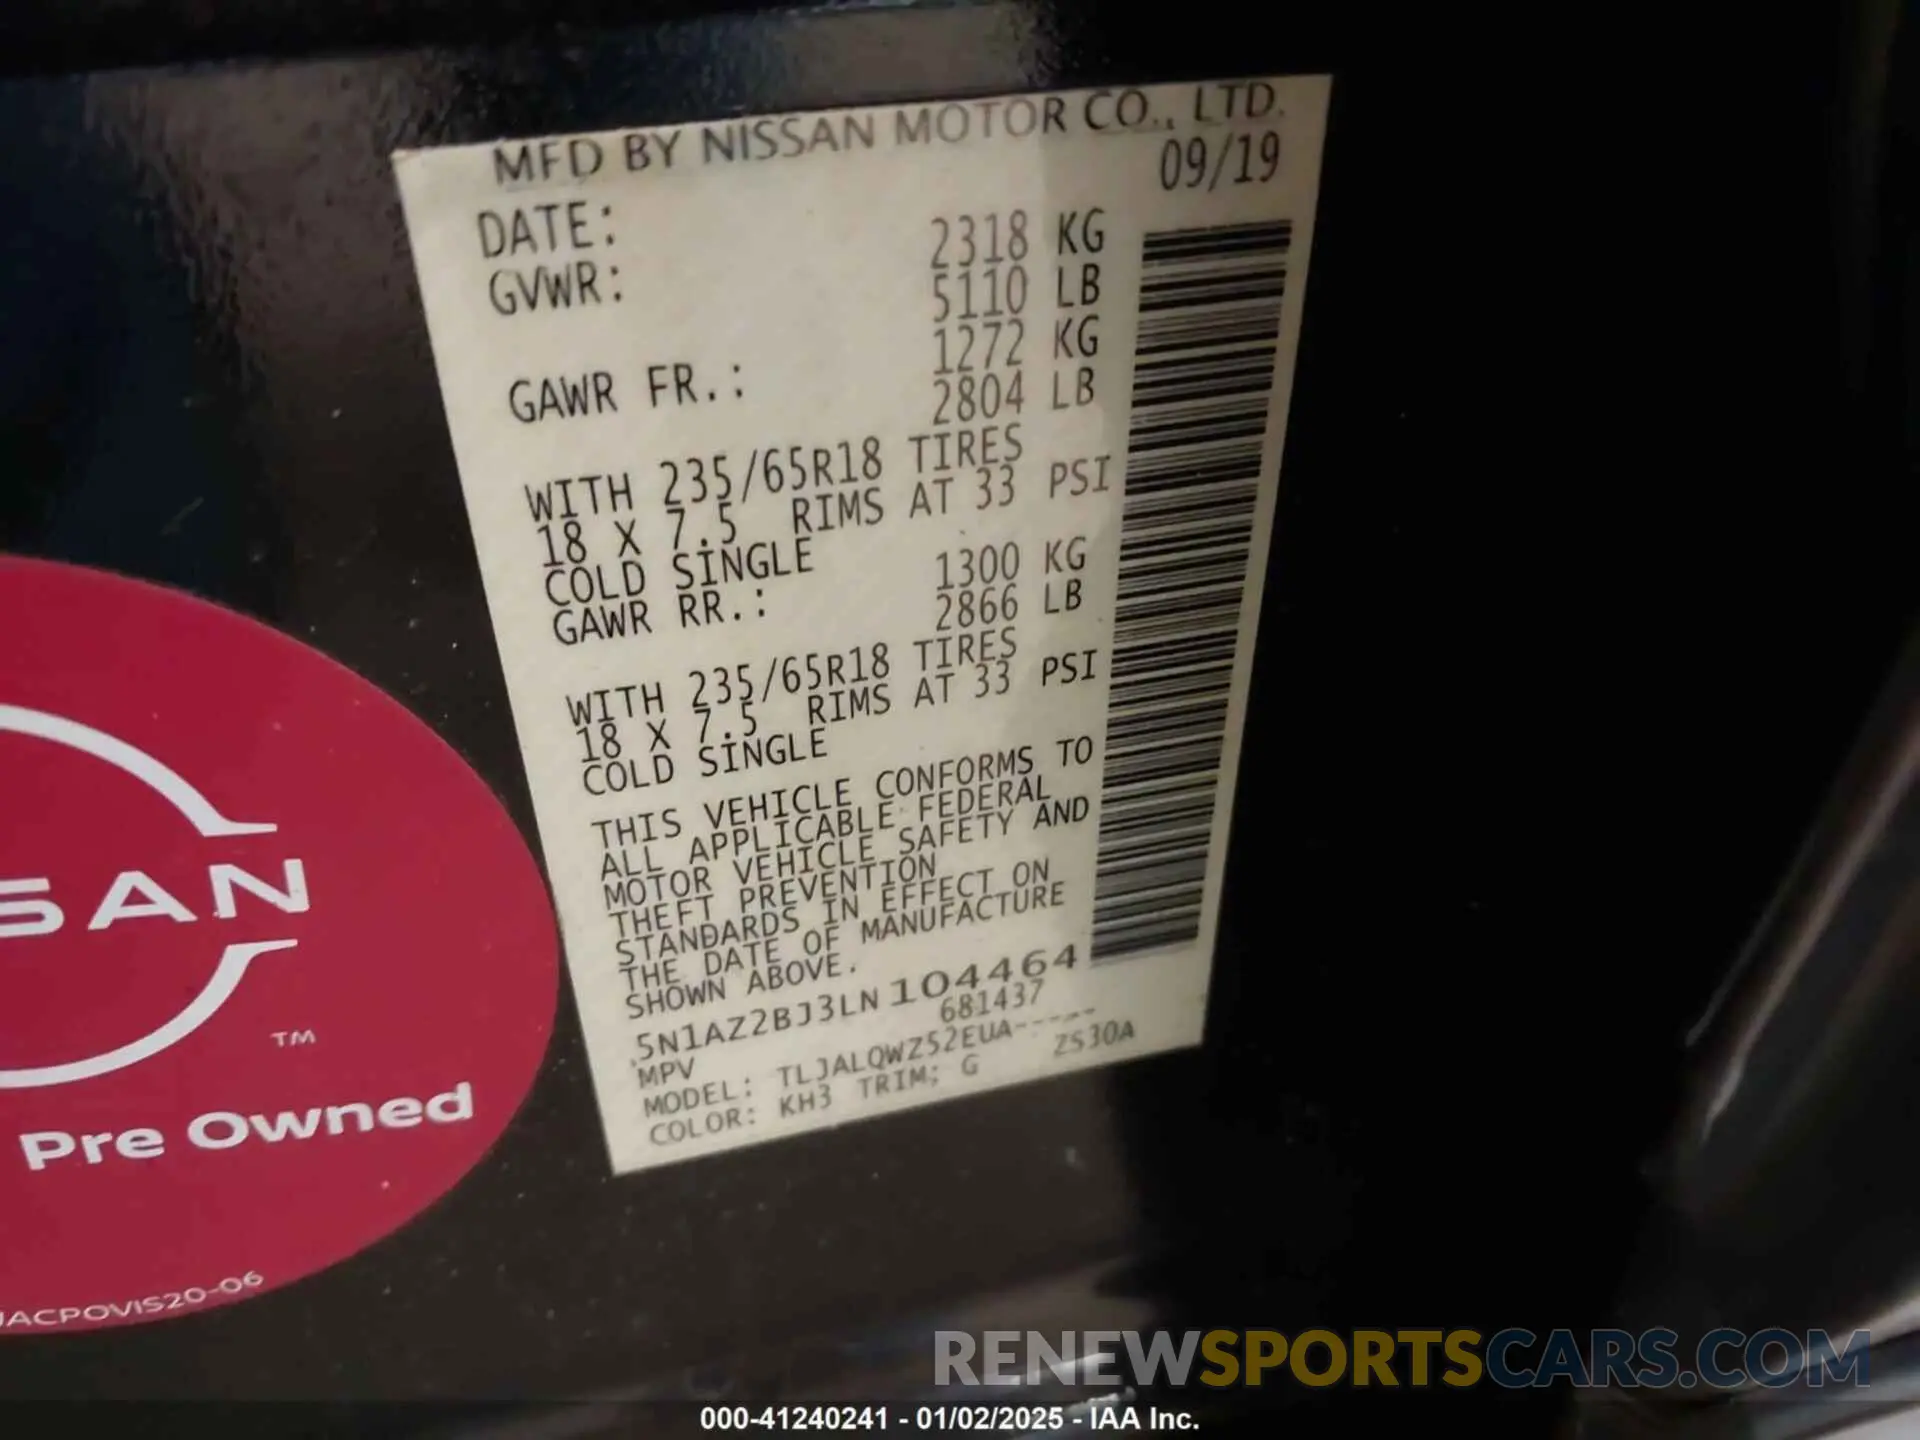 MFD BY NISSAN MOTOR CO., LTD.
DATE: 09/19
GVWR: 2318 KG
5110 LB
GAWR FR.: 1272 KG
2804 LB
WITH 235/65R18 TIRES
18 X 7.5 RIMS AT 33 PSI
COLD SINGLE
GAWR RR.: 1300 KG
2866 LB
WITH 235/65R18 TIRES
18 X 7.5 RIMS AT 33 PSI
COLD SINGLE
THIS VEHICLE CONFORMS TO
ALL APPLICABLE FEDERAL
MOTOR VEHICLE SAFETY AND
THEFT PREVENTION
STANDARDS IN EFFECT ON
THE DATE OF MANUFACTURE
SHOWN ABOVE.
5N1AZ2BJ3LN104464
MPV 681437
MODEL: TLJALQWZ52EUA-----
COLOR: KH3 TRIM; G Z530A
SAN
TM
Pre Owned
JACPOVIS20-06
RENEWSPORTSCARS.COM
000-41240241 - 01/02/2025 - IAA Inc.